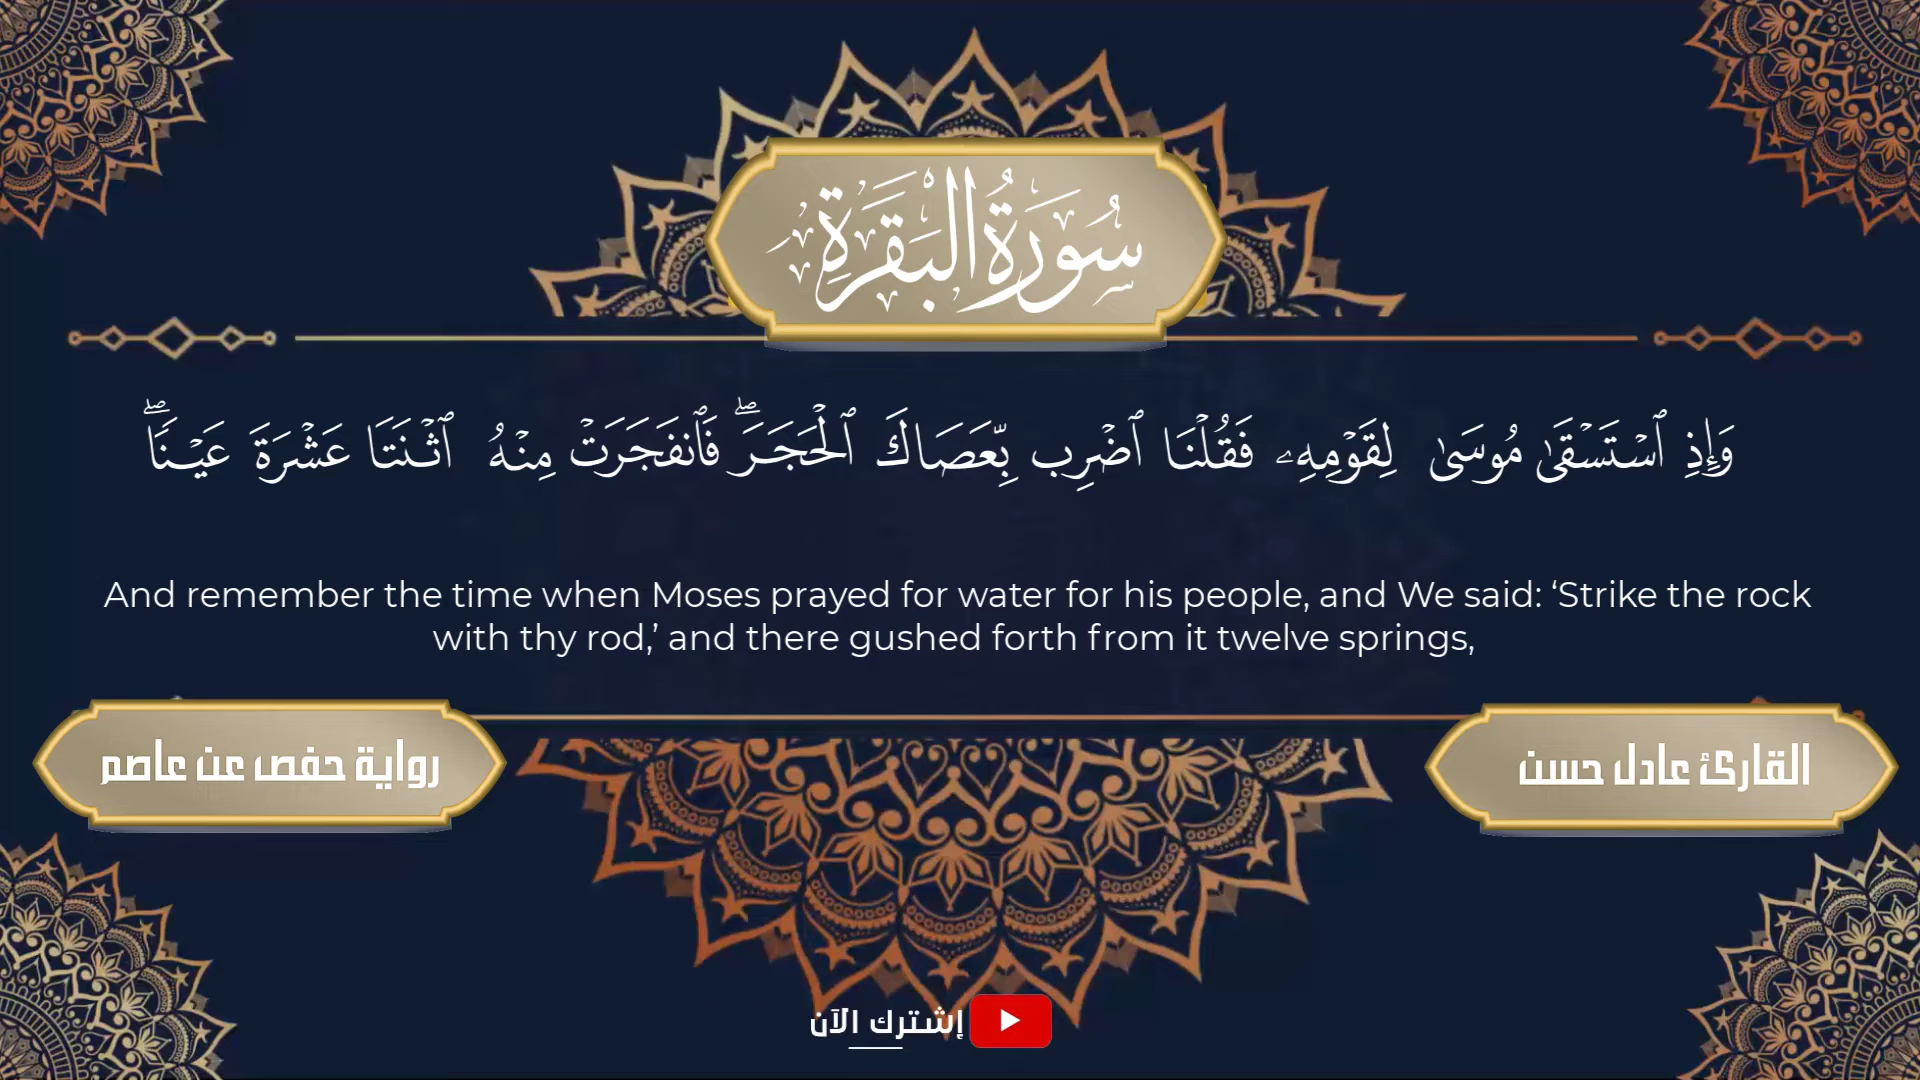 سُورَةُ البَقَرَةِ
وَإِذِ ٱسْتَسْقَىٰ مُوسَىٰ لِقَوْمِهِۦ فَقُلْنَا ٱضْرِب بِّعَصَاكَ ٱلْحَجَرَۖ فَٱنفَجَرَتْ مِنْهُ ٱثْنَتَا عَشْرَةَ عَيْنًاۖ
And remember the time when Moses prayed for water for his people, and We said: ‘Strike the rock
with thy rod,’ and there gushed forth from it twelve springs,
القارئ عادل حسن
رواية حفص عن عاصم
إشترك الآن